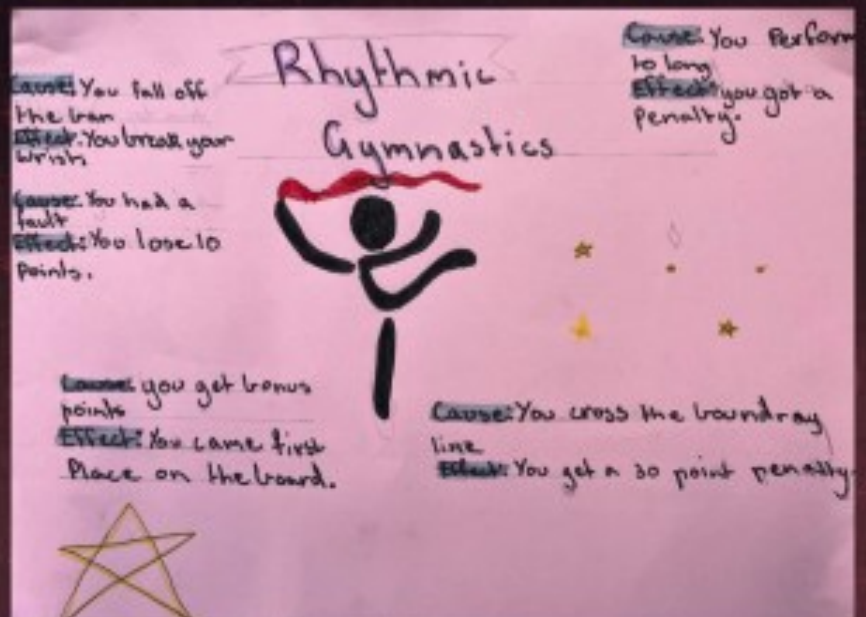 Rhythmic
Gymnastics
Cause: You fall off
the bar
Effect: You break your
wrist
Cause: You had a
fault
Effect: You lose 10
Points.
Cause: You Perform
to long
Effect: you got a
Penalty.
Cause: you get bonus
points
Effect: You came first
Place on the board.
Cause: You cross the boundray
line
Effect: You get a 30 point penalty.